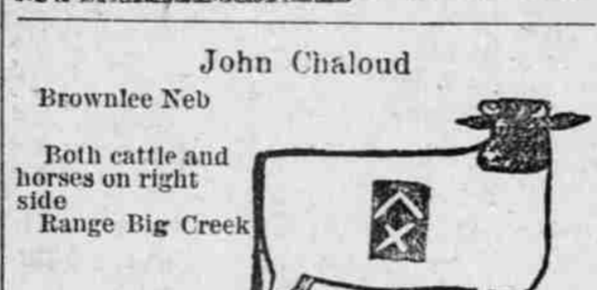 John Chaloud
Brownlee Neb
Both cattle and
horses on right
side
Range Big Creek